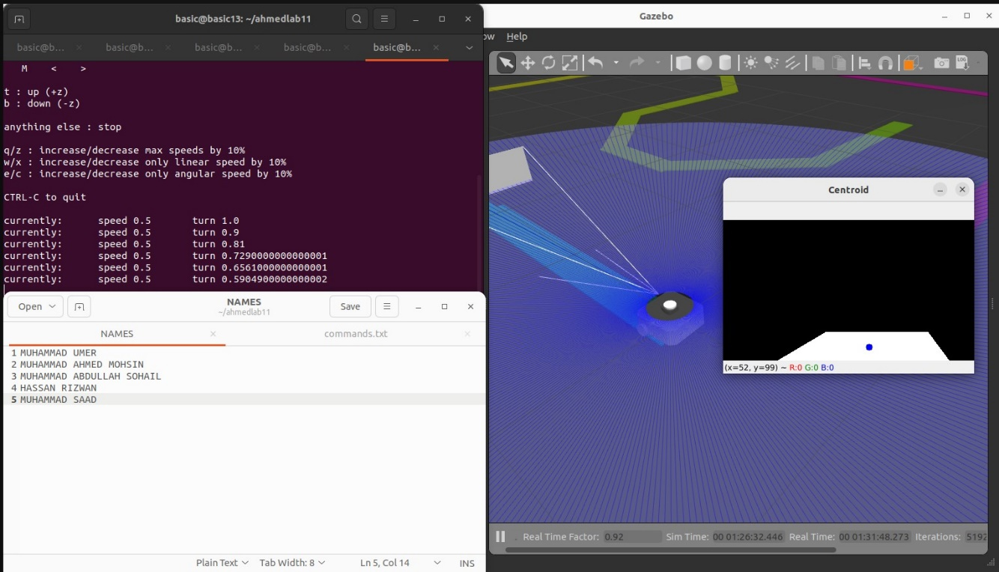 basic@basic13: ~/ahmedlab11
basic@b... basic@b... basic@b... basic@b... basic@b...
M < >
t : up (+z)
b : down (-z)
anything else : stop
q/z : increase/decrease max speeds by 10%
w/x : increase/decrease only linear speed by 10%
e/c : increase/decrease only angular speed by 10%
CTRL-C to quit
currently: speed 0.5 turn 1.0
currently: speed 0.5 turn 0.9
currently: speed 0.5 turn 0.81
currently: speed 0.5 turn 0.7290000000000001
currently: speed 0.5 turn 0.6561000000000001
currently: speed 0.5 turn 0.5904900000000002
Open NAMES Save
~/ahmedlab11
NAMES commands.txt
1 MUHAMMAD UMER
2 MUHAMMAD AHMED MOHSIN
3 MUHAMMAD ABDULLAH SOHAIL
4 HASSAN RIZWAN
5 MUHAMMAD SAAD
Plain Text Tab Width: 8 Ln 5, Col 14 INS
Gazebo
ow Help
LOG
Centroid
(x=52, y=99) ~ R:0 G:0 B:0
Real Time Factor: 0.92 Sim Time: 00 01:26:32.446 Real Time: 00 01:31:48.273 Iterations: 5192